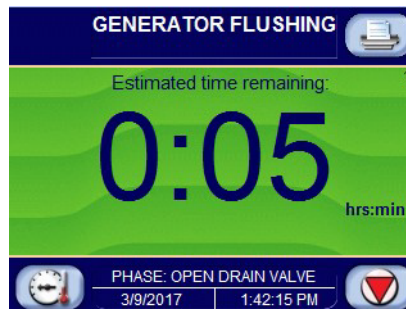 GENERATOR FLUSHING
Estimated time remaining:
0:05
hrs:min
PHASE: OPEN DRAIN VALVE
3/9/2017 1:42:15 PM